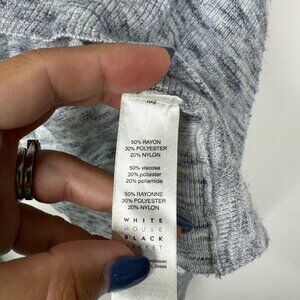 50% RAYON
30% POLYESTER
20% NYLON
50% viscosa
30% poliéster
20% poliamida
50% RAYONNE
30% POLYESTER
20% NYLON
WHITE
HOUSE
BLACK